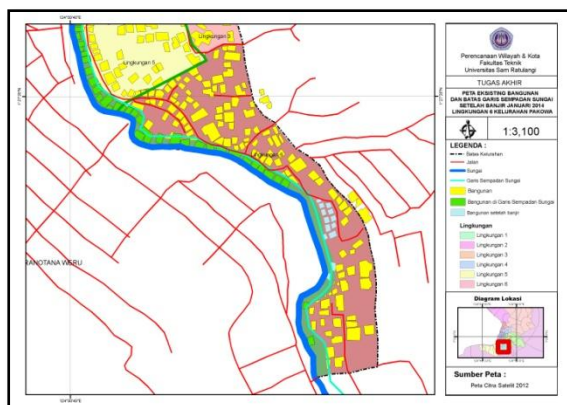 Lingkungan 3
Lingkungan 5
RANOTANA WERU
Perencanaan Wilayah & Kota
Fakultas Teknik
Universitas Sam Ratulangi
TUGAS AKHIR
PETA EKSISTING BANGUNAN
DAN BATAS GARIS SEMPADAN SUNGAI
SETELAH BANJIR JANUARI 2014
LINGKUNGAN 6 KELURAHAN PAKOWA
1:3,100
LEGENDA :
Batas Kelurahan
Jalan
Sungai
Garis Sempadan Sungai
Bangunan
Bangunan di Garis Sempadan Sungai
Bangunan setelah banjir
Lingkungan
Lingkungan 1
Lingkungan 2
Lingkungan 3
Lingkungan 4
Lingkungan 5
Lingkungan 6
Diagram Lokasi
Sumber Peta :
Peta Citra Satelit 2012